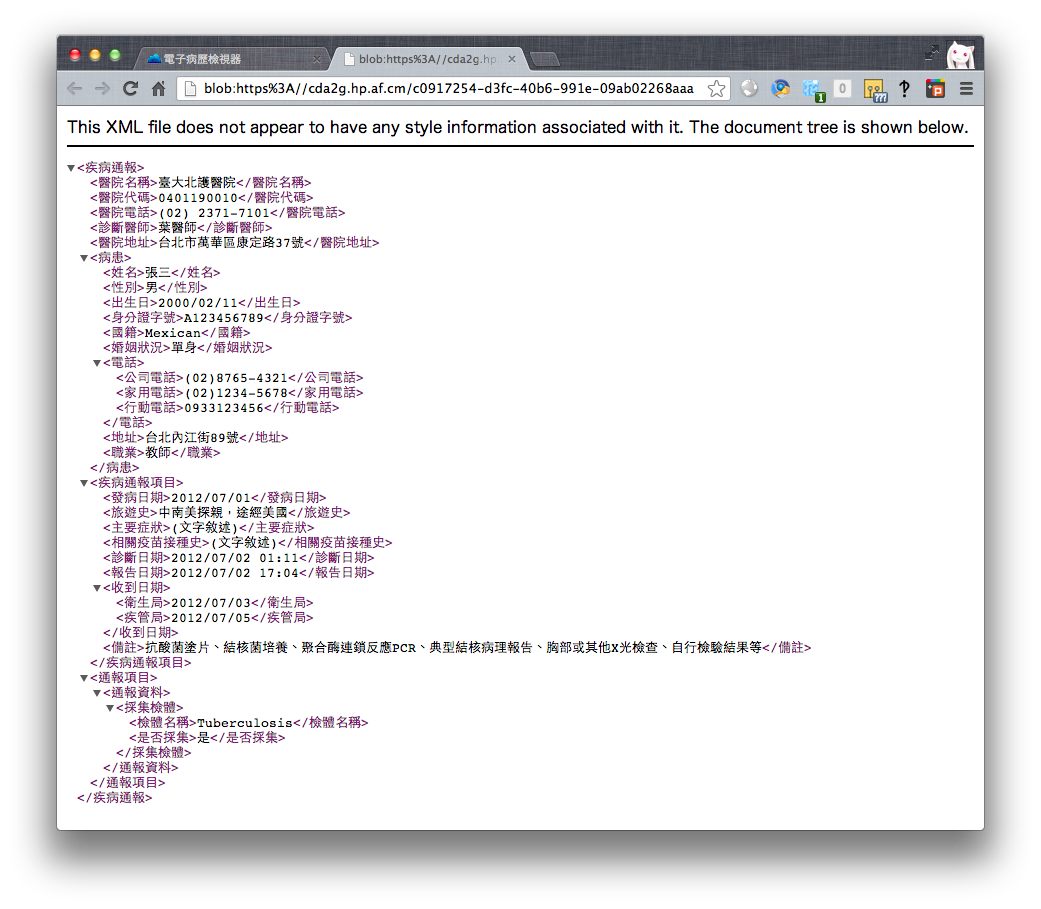 電子病歷檢視器
blob:https%3A//cda2g.hp
blob:https%3A//cda2g.hp.af.cm/c0917254-d3fc-40b6-991e-09ab02268aaa
1
0
777
This XML file does not appear to have any style information associated with it. The document tree is shown below.
▼<疾病通報>
<醫院名稱>臺大北護醫院</醫院名稱>
<醫院代碼>0401190010</醫院代碼>
<醫院電話>(02) 2371-7101</醫院電話>
<診斷醫師>葉醫師</診斷醫師>
<醫院地址>台北市萬華區康定路37號</醫院地址>
▼<病患>
<姓名>張三</姓名>
<性別>男</性別>
<出生日>2000/02/11</出生日>
<身分證字號>A123456789</身分證字號>
<國籍>Mexican</國籍>
<婚姻狀況>單身</婚姻狀況>
▼<電話>
<公司電話>(02)8765-4321</公司電話>
<家用電話>(02)1234-5678</家用電話>
<行動電話>0933123456</行動電話>
</電話>
<地址>台北內江街89號</地址>
<職業>教師</職業>
</病患>
▼<疾病通報項目>
<發病日期>2012/07/01</發病日期>
<旅遊史>中南美探親，途經美國</旅遊史>
<主要症狀>(文字敘述)</主要症狀>
<相關疫苗接種史>(文字敘述)</相關疫苗接種史>
<診斷日期>2012/07/02 01:11</診斷日期>
<報告日期>2012/07/02 17:04</報告日期>
▼<收到日期>
<衛生局>2012/07/03</衛生局>
<疾管局>2012/07/05</疾管局>
</收到日期>
<備註>抗酸菌塗片、結核菌培養、聚合酶連鎖反應PCR、典型結核病理報告、胸部或其他X光檢查、自行檢驗結果等</備註>
</疾病通報項目>
▼<通報項目>
▼<通報資料>
▼<採集檢體>
<檢體名稱>Tuberculosis</檢體名稱>
<是否採集>是</是否採集>
</採集檢體>
</通報資料>
</通報項目>
</疾病通報>